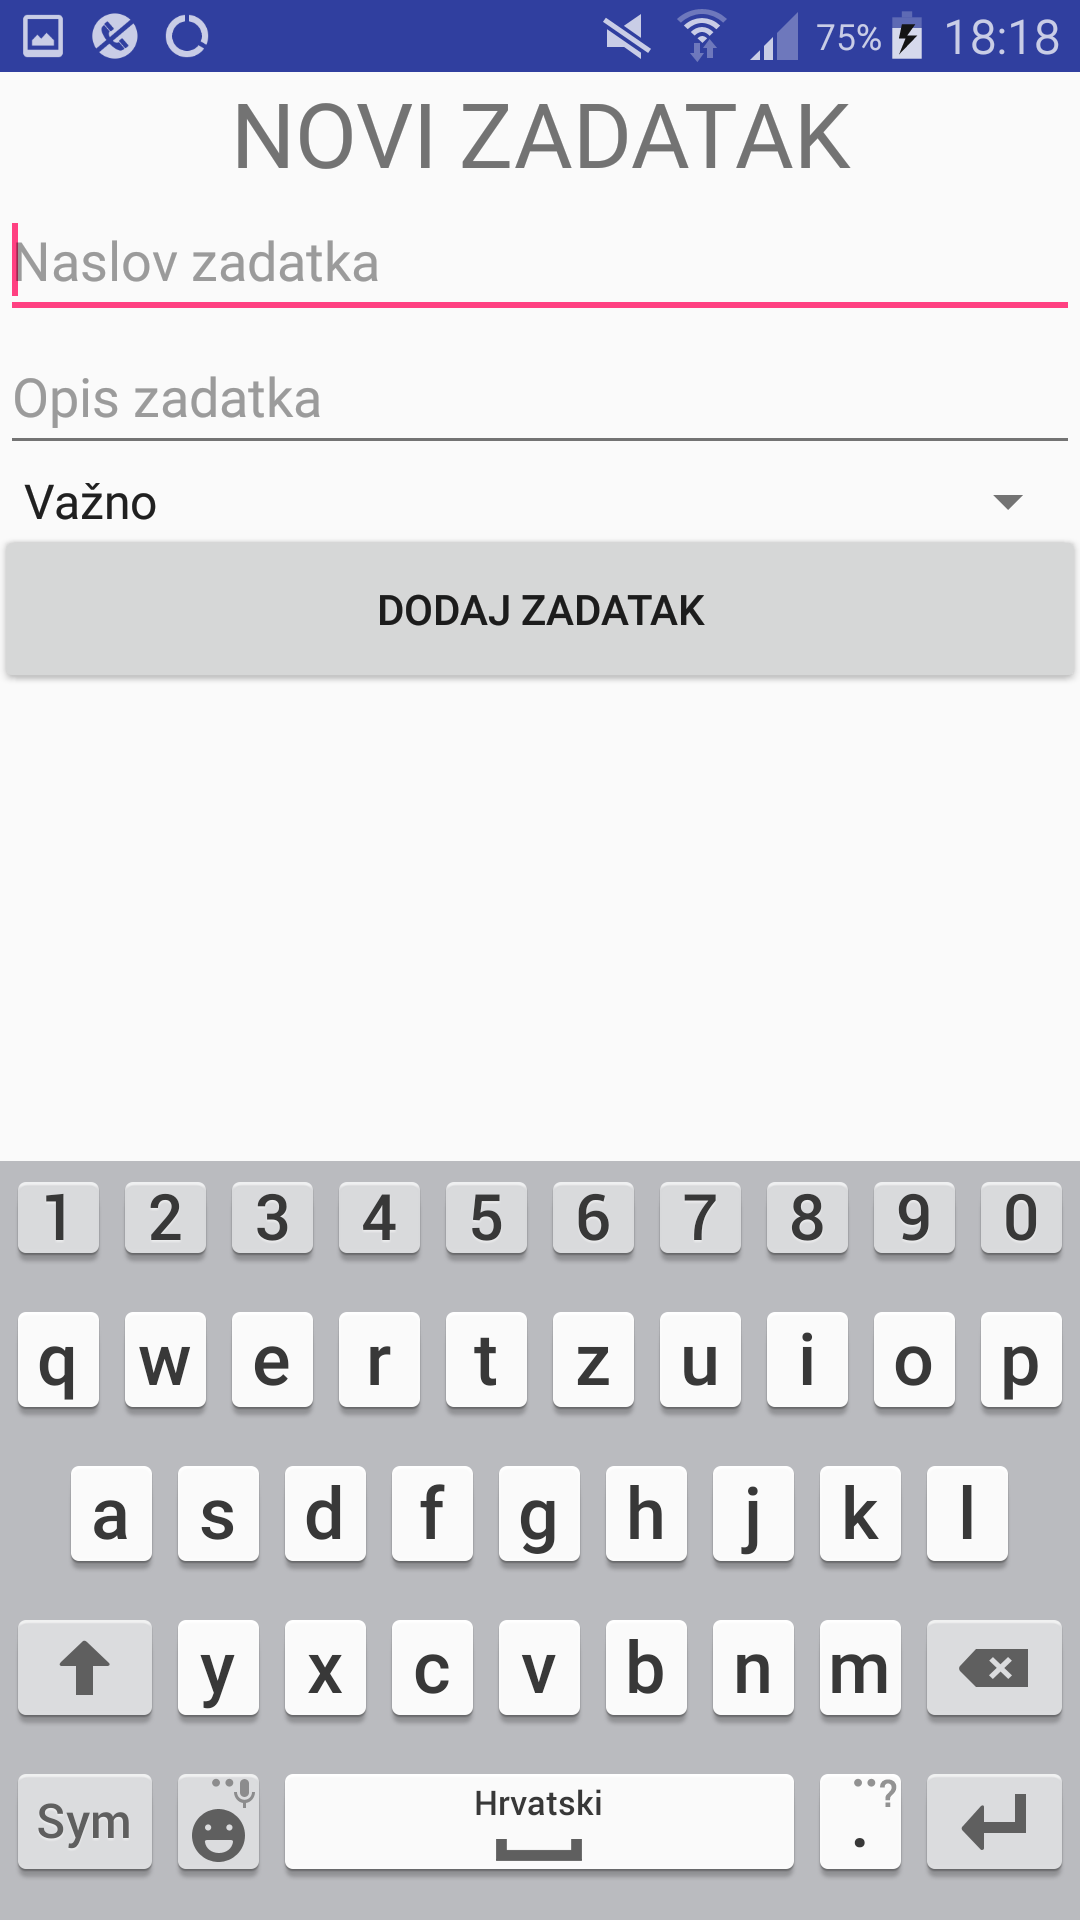 75% 18:18
NOVI ZADATAK
Naslov zadatka
Opis zadatka
Važno
DODAJ ZADATAK
1 2 3 4 5 6 7 8 9 0
q w e r t z u i o p
a s d f g h j k l
y x c v b n m
Sym Hrvatski . ?